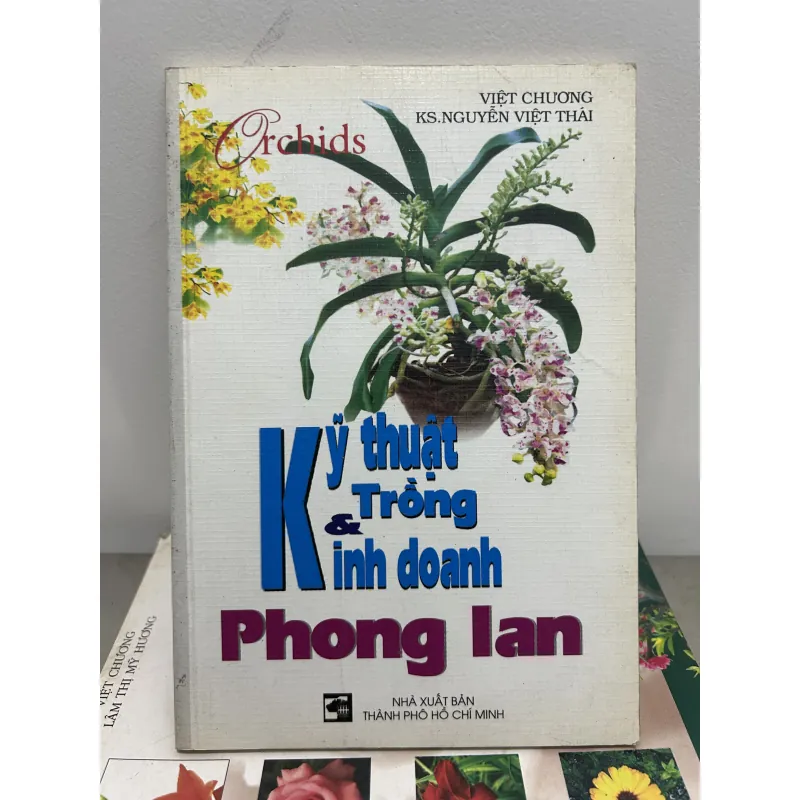 VIỆT CHƯƠNG
KS.NGUYỄN VIỆT THÁI
Orchids
Kỹ thuật
Trồng
&
Kinh doanh
Phong lan
NHÀ XUẤT BẢN
THÀNH PHỐ HỒ CHÍ MINH
VIỆT CHƯƠNG
LÂM THỊ MỸ HƯƠNG